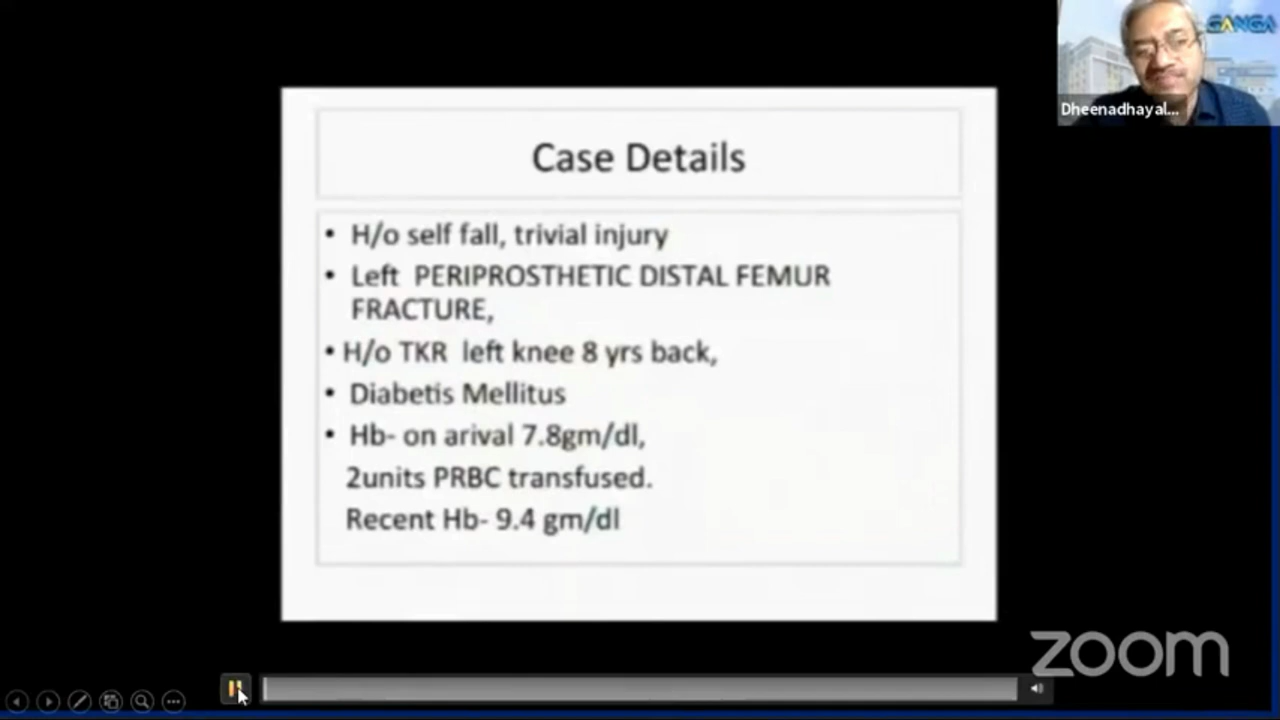 GANGA
Dheenadhayal...
Case Details
• H/o self fall, trivial injury
• Left PERIPROSTHETIC DISTAL FEMUR
FRACTURE,
• H/o TKR left knee 8 yrs back,
• Diabetis Mellitus
• Hb- on arival 7.8gm/dl,
2units PRBC transfused.
Recent Hb- 9.4 gm/dl
zoom